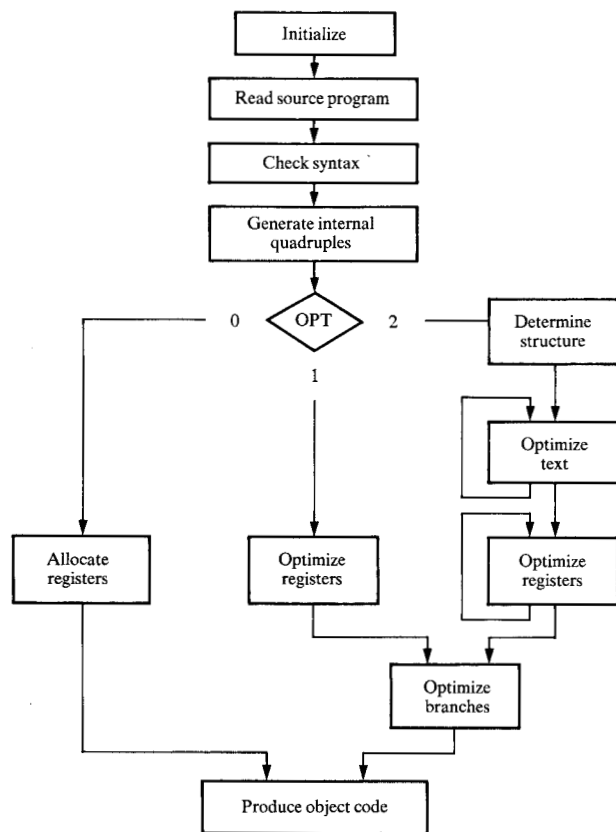 Initialize
Read source program
Check syntax
Generate internal
quadruples
0
OPT
2
Determine
structure
1
Optimize
text
Allocate
registers
Optimize
registers
Optimize
registers
Optimize
branches
Produce object code